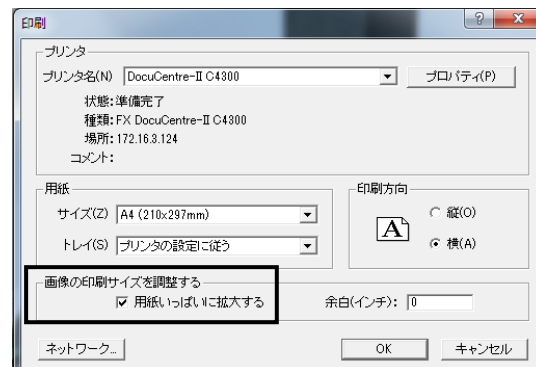 印刷
プリンタ
プリンタ名(N) DocuCentre-II C4300 プロパティ(P)
状態:準備完了
種類:FX DocuCentre-II C4300
場所:172.16.3.124
コメント:
用紙
サイズ(Z) A4 (210x297mm)
トレイ(S) プリンタの設定に従う
印刷方向
A
縦(O)
横(A)
画像の印刷サイズを調整する
用紙いっぱいに拡大する 余白(インチ): 0
ネットワーク... OK キャンセル